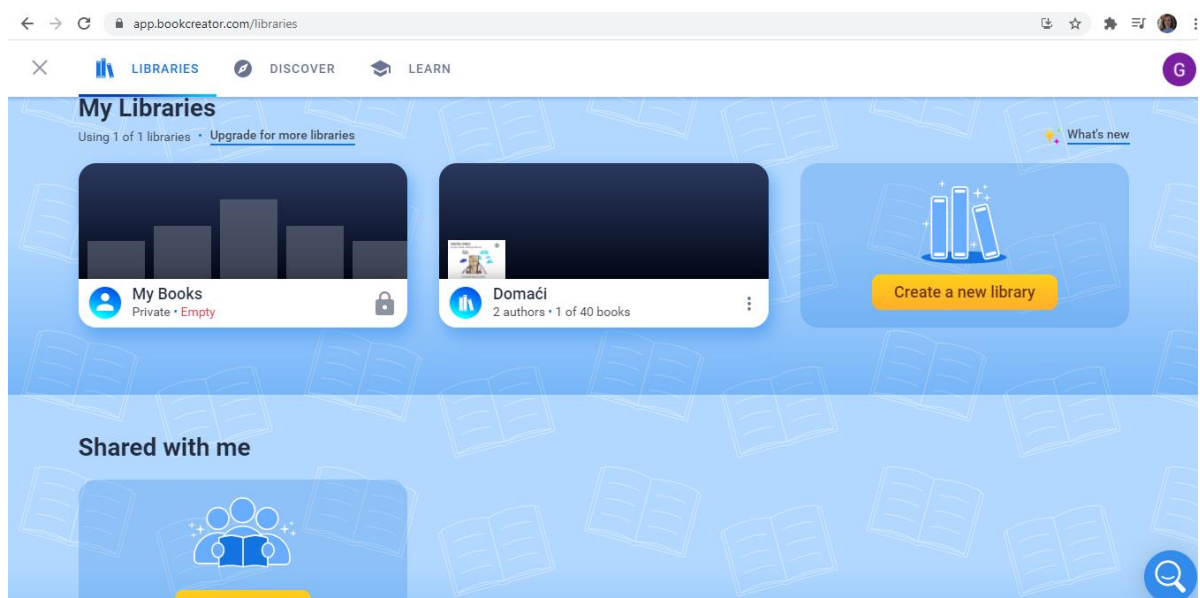 app.bookcreator.com/libraries
LIBRARIES DISCOVER LEARN
G
My Libraries
Using 1 of 1 libraries • Upgrade for more libraries
What's new
My Books
Private • Empty
Domaći
2 authors • 1 of 40 books
Create a new library
Shared with me